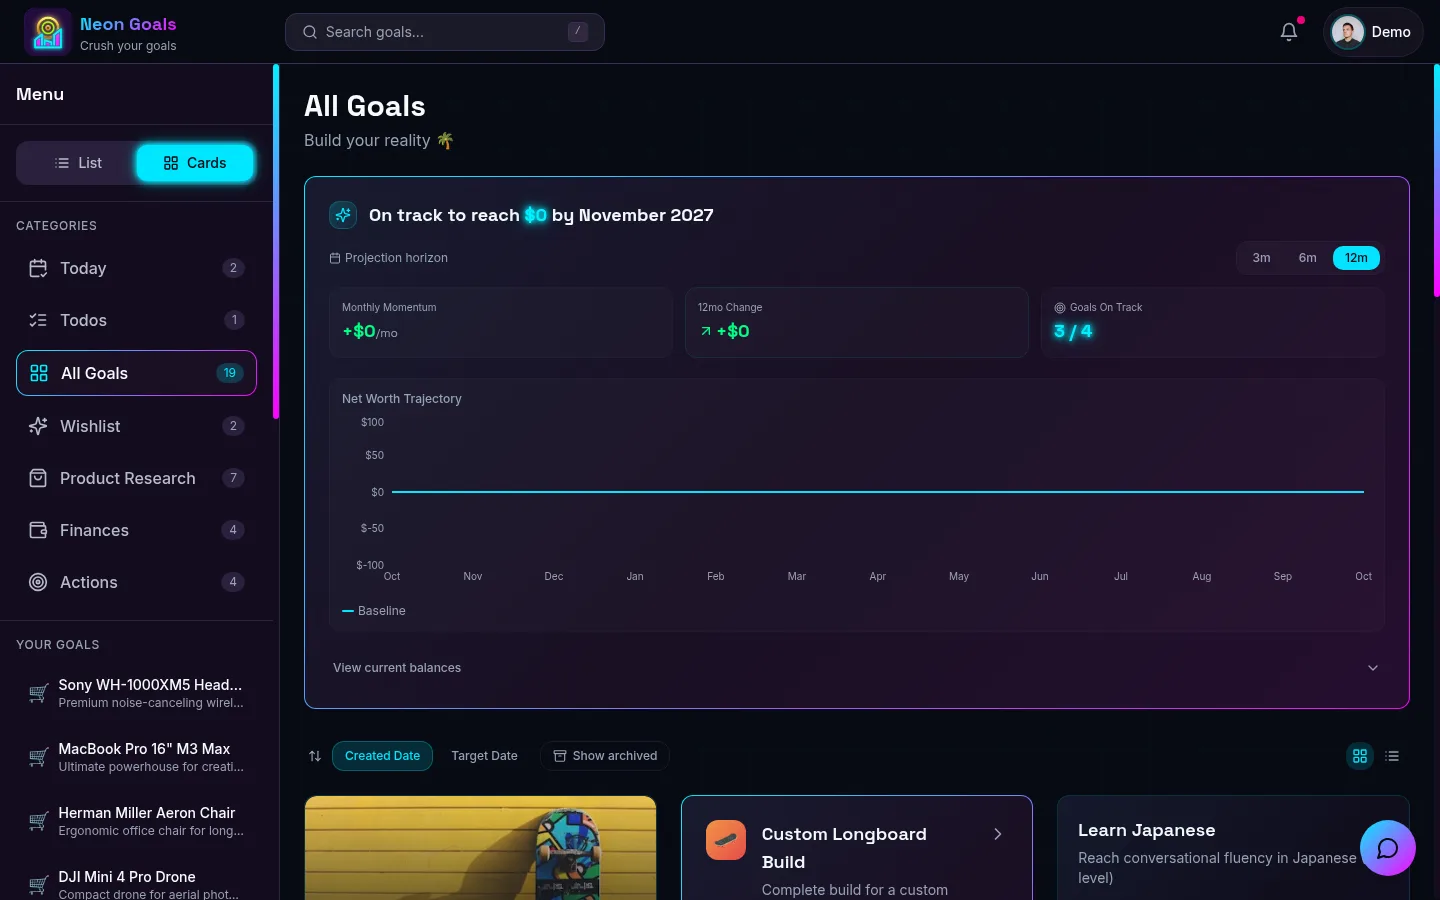 Neon Goals
Crush your goals
Search goals...
/
Demo
Menu
List
Cards
CATEGORIES
Today
2
Todos
1
All Goals
19
Wishlist
2
Product Research
7
Finances
4
Actions
4
YOUR GOALS
Sony WH-1000XM5 Head...
Premium noise-canceling wirel...
MacBook Pro 16" M3 Max
Ultimate powerhouse for creati...
Herman Miller Aeron Chair
Ergonomic office chair for long...
DJI Mini 4 Pro Drone
Compact drone for aerial phot...
All Goals
Build your reality 🌴
On track to reach $0 by November 2027
Projection horizon
3m
6m
12m
Monthly Momentum
+$0/mo
12mo Change
+$0
Goals On Track
3 / 4
Net Worth Trajectory
$100
$50
$0
$-50
$-100
Oct Nov Dec Jan Feb Mar Apr May Jun Jul Aug Sep Oct
Baseline
View current balances
Created Date
Target Date
Show archived
Custom Longboard
Build
Complete build for a custom
Learn Japanese
Reach conversational fluency in Japanese
level)